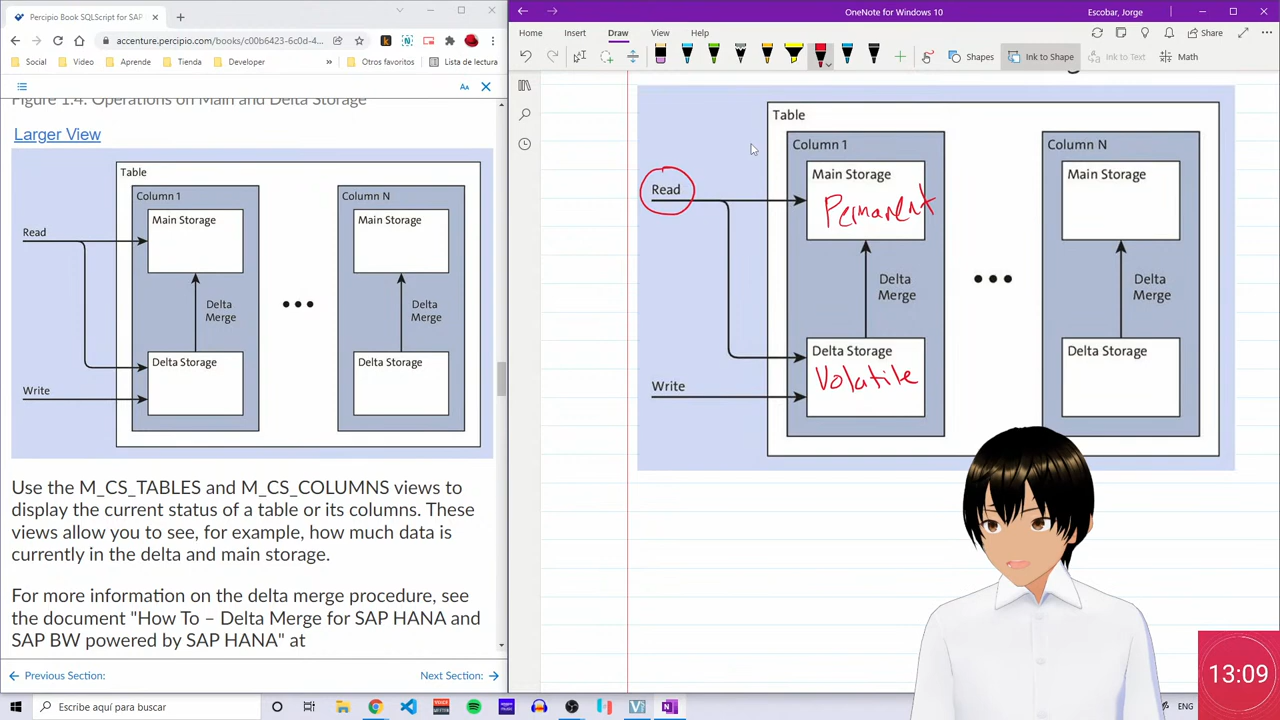 Percipio Book SQLScript for SAP
accenture.percipio.com/books/c00b6423-6c0d-4...
Social
Video
Aprende
Tienda
Developer
Otros favoritos
Lista de lectura
Figure 1.4: Operations on Main and Delta Storage
Larger View
Table
Column 1
Column N
Main Storage
Main Storage
Read
Delta
Merge
Delta
Merge
Delta Storage
Delta Storage
Write
Use the M_CS_TABLES and M_CS_COLUMNS views to
display the current status of a table or its columns. These
views allow you to see, for example, how much data is
currently in the delta and main storage.
For more information on the delta merge procedure, see
the document "How To – Delta Merge for SAP HANA and
SAP BW powered by SAP HANA" at
Previous Section:
Next Section:
OneNote for Windows 10
Escobar, Jorge
Home
Insert
Draw
View
Help
Share
Shapes
Ink to Shape
Ink to Text
Math
Table
Column 1
Column N
Main Storage
Main Storage
Read
Permanent
Delta
Merge
Delta
Merge
Delta Storage
Delta Storage
Volatile
Write
13:09
Escribe aquí para buscar
ENG